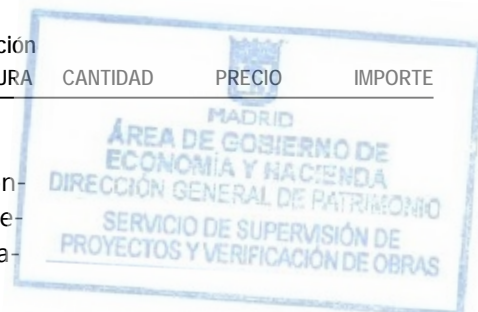 ción
URA CANTIDAD PRECIO IMPORTE
MADRID
ÁREA DE GOBIERNO DE
ECONOMÍA Y HACIENDA
DIRECCIÓN GENERAL DE PATRIMONIO
SERVICIO DE SUPERVISIÓN DE
PROYECTOS Y VERIFICACIÓN DE OBRAS
n-
e-
a-